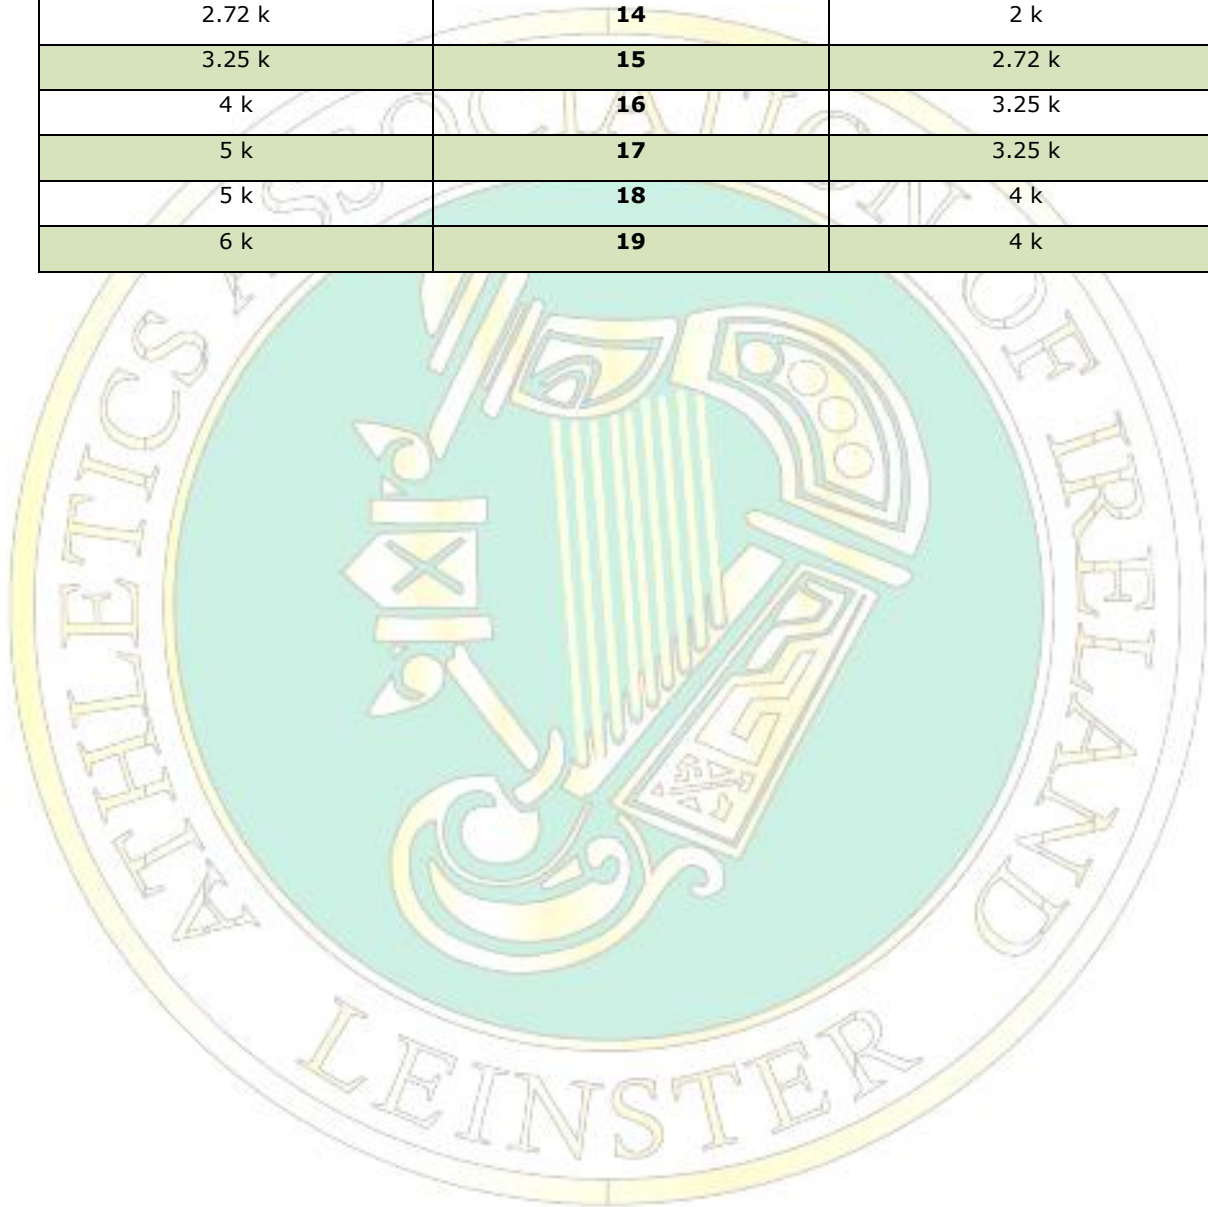 2.72 k 14 2 k
3.25 k 15 2.72 k
4 k 16 3.25 k
5 k 17 3.25 k
5 k 18 4 k
6 k 19 4 k
ATHLETICS ASSOCIATION OF IRELAND
LEINSTER